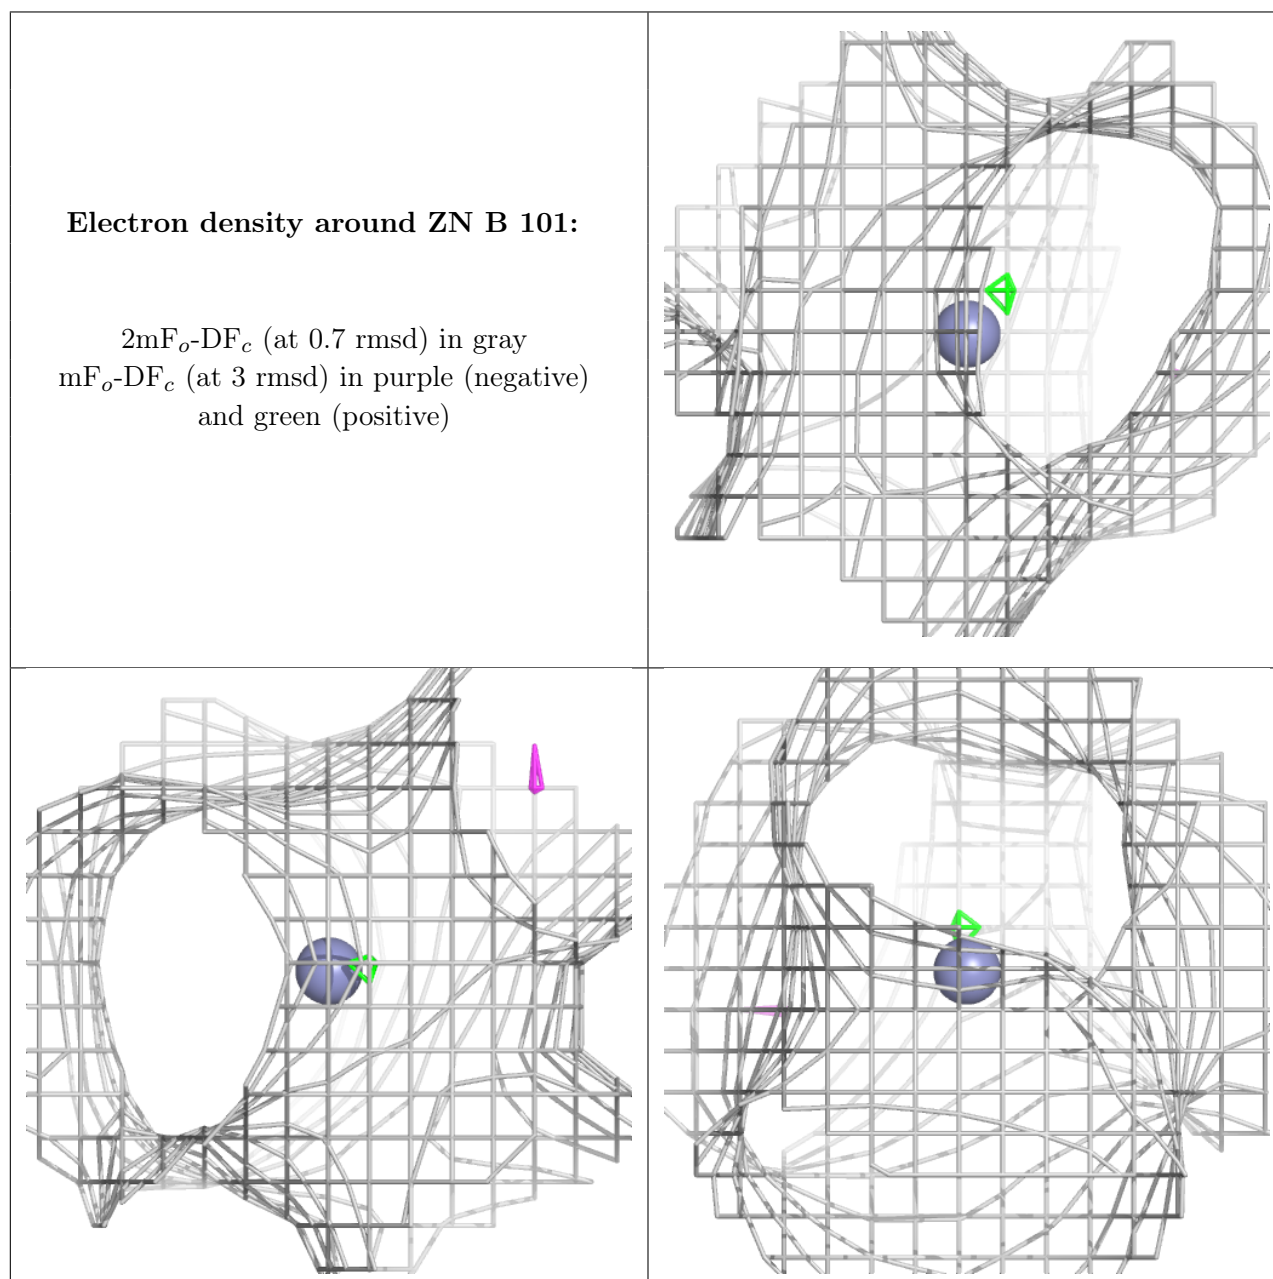 Electron density around ZN B 101:
2mFo-DFc (at 0.7 rmsd) in gray
mFo-DFc (at 3 rmsd) in purple (negative)
and green (positive)